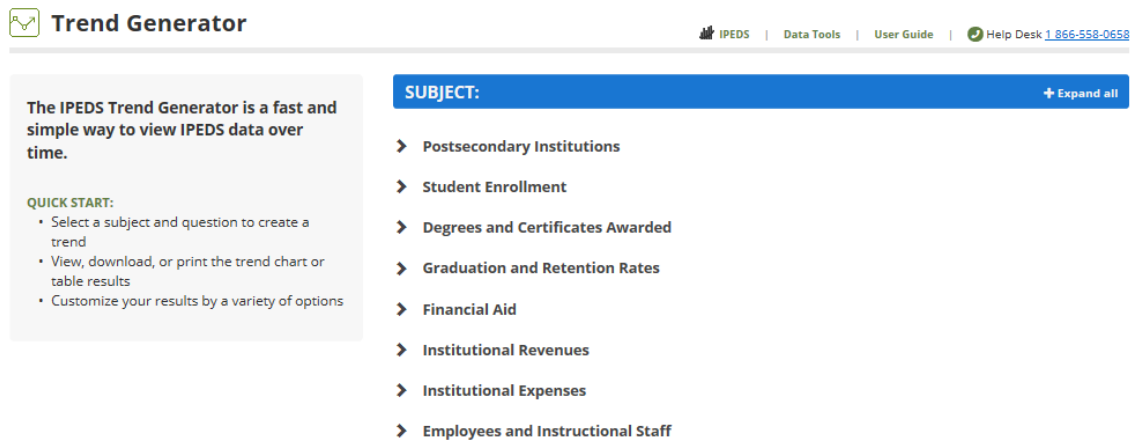 Trend Generator
IPEDS | Data Tools | User Guide | Help Desk 1 866-558-0658
The IPEDS Trend Generator is a fast and
simple way to view IPEDS data over
time.
QUICK START:
• Select a subject and question to create a
trend
• View, download, or print the trend chart or
table results
• Customize your results by a variety of options
SUBJECT:
+ Expand all
Postsecondary Institutions
Student Enrollment
Degrees and Certificates Awarded
Graduation and Retention Rates
Financial Aid
Institutional Revenues
Institutional Expenses
Employees and Instructional Staff